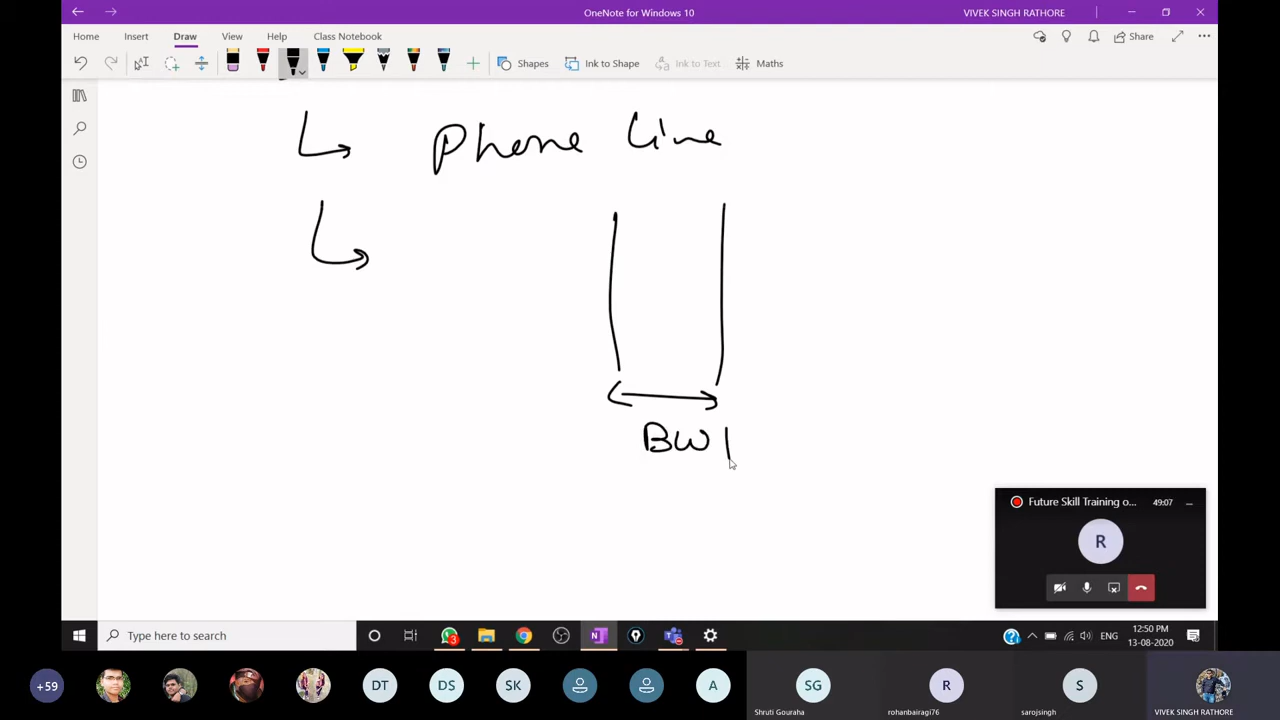 OneNote for Windows 10
VIVEK SINGH RATHORE
Home Insert Draw View Help Class Notebook
Share
Shapes Ink to Shape Ink to Text Maths
Phone Line
BW
Future Skill Training o...
49:07
R
Type here to search
3
ENG
12:50 PM
13-08-2020
+59
DT
DS
SK
A
SG
Shruti Gouraha
R
rohanbairagi76
S
sarojsingh
VIVEK SINGH RATHORE